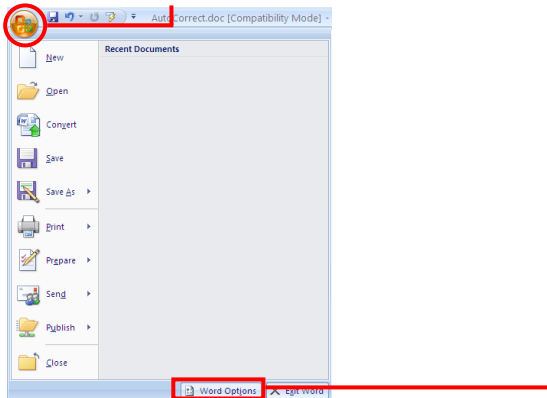 AutoCorrect.doc [Compatibility Mode] -
Recent Documents
New
Open
Convert
Save
Save As
Print
Prepare
Send
Publish
Close
Word Options
Exit Word